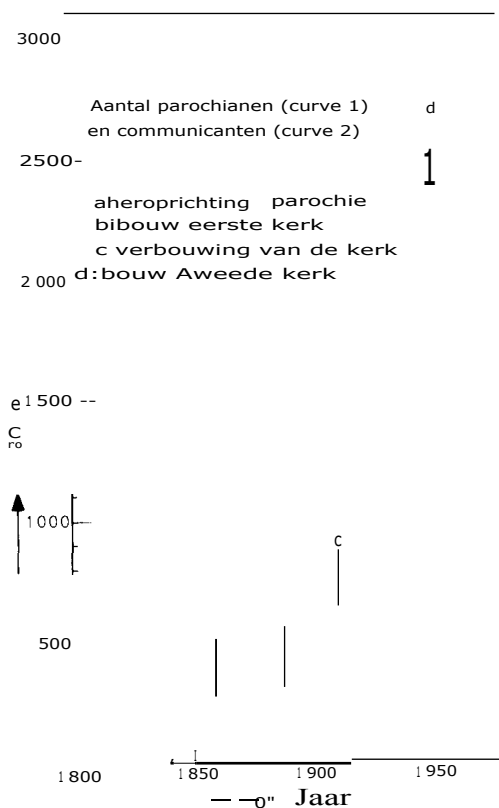 3000
Aantal parochianen (curve 1) d
en communicanten (curve 2)
2500-
1
aheroprichting parochie
bibouw eerste kerk
c verbouwing van de kerk
2 000
d:bouw Aweede kerk
e 1 500 --
C
ro
1000
c
500
1 800 1 850 1 900 1 950
— —0" Jaar